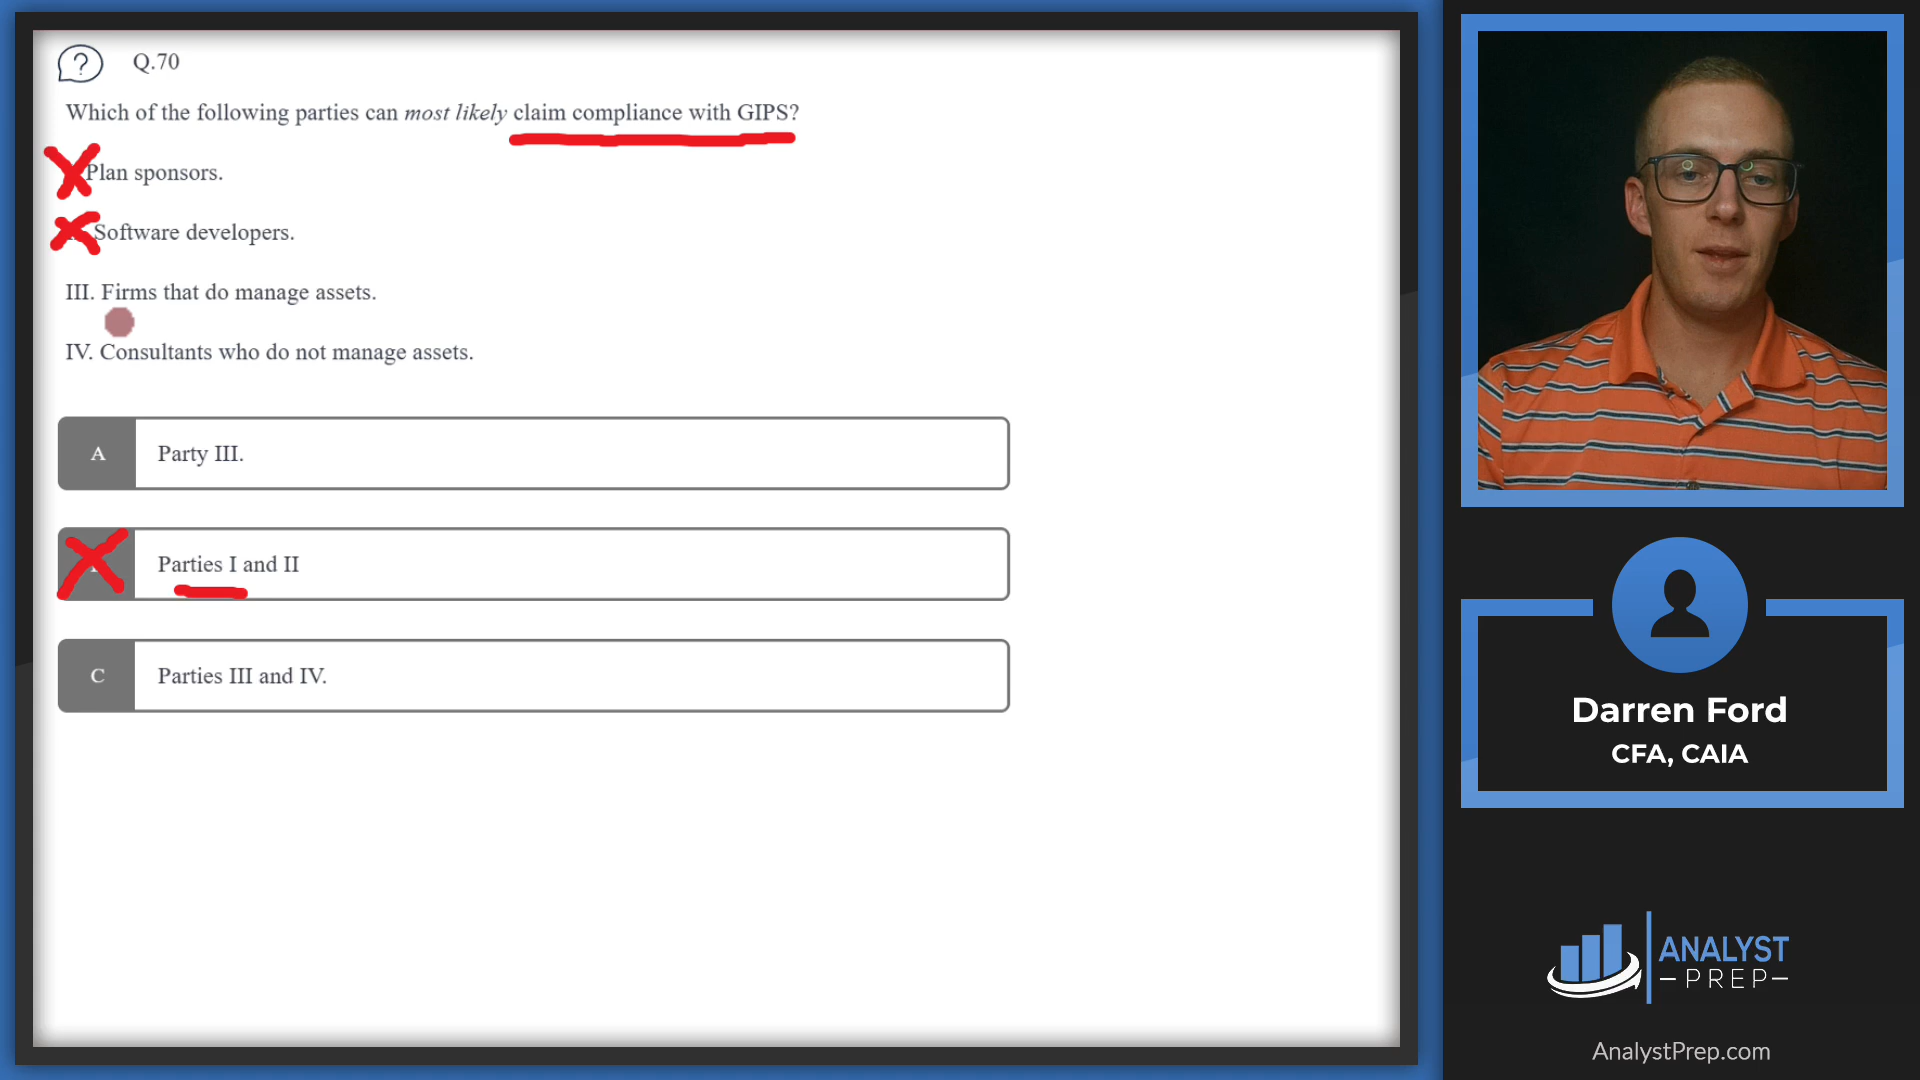 Q.70
Which of the following parties can most likely claim compliance with GIPS?
Plan sponsors.
Software developers.
III. Firms that do manage assets.
IV. Consultants who do not manage assets.
A Party III.
Parties I and II
C Parties III and IV.
Darren Ford
CFA, CAIA
ANALYST
PREP
AnalystPrep.com